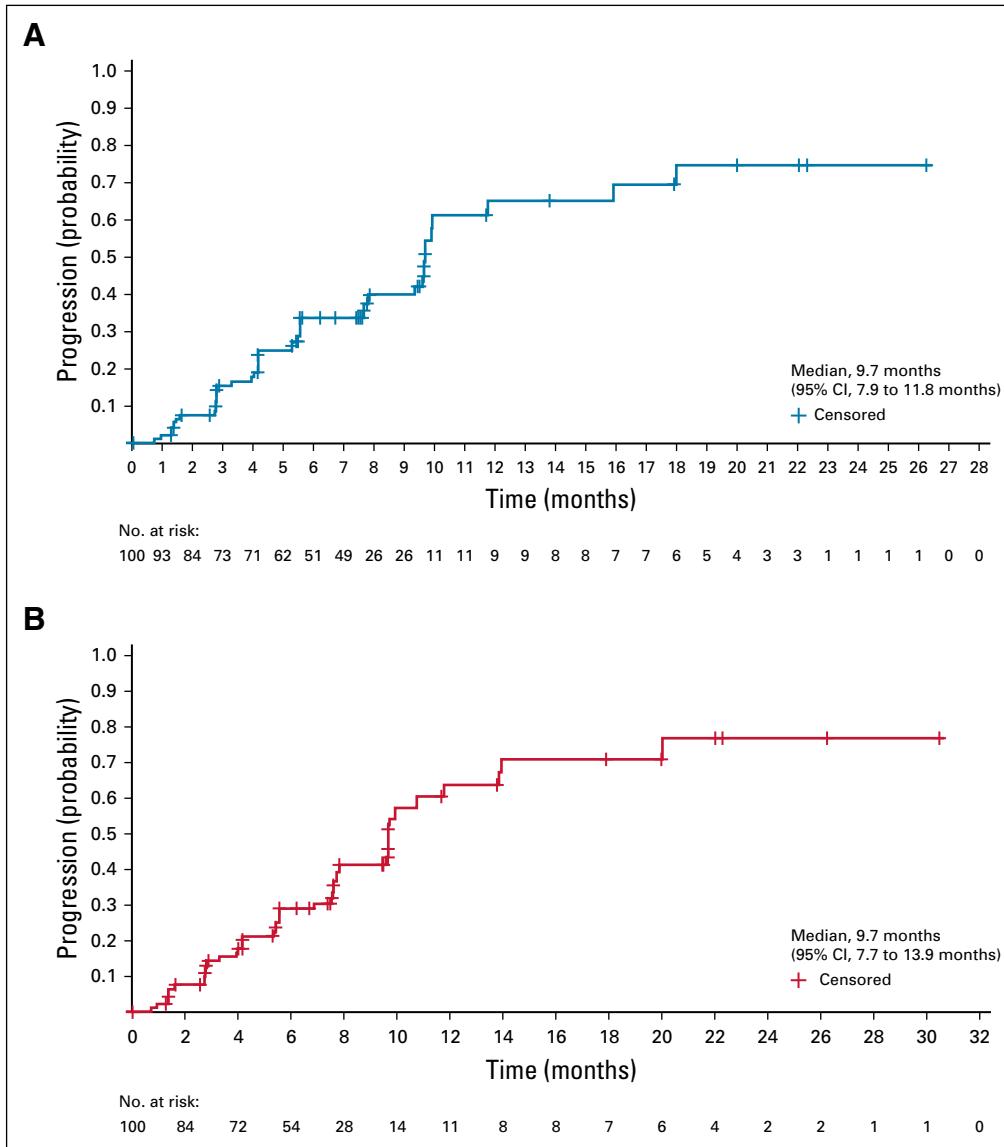 A
1.0
0.9
0.8
0.7
0.6
0.5
0.4
0.3
0.2
0.1
Progression (probability)
Median, 9.7 months
(95% CI, 7.9 to 11.8 months)
Censored
0 1 2 3 4 5 6 7 8 9 10 11 12 13 14 15 16 17 18 19 20 21 22 23 24 25 26 27 28
Time (months)
No. at risk:
100 93 84 73 71 62 51 49 26 26 11 11 9 9 8 8 7 7 6 5 4 3 3 1 1 1 1 0 0
B
1.0
0.9
0.8
0.7
0.6
0.5
0.4
0.3
0.2
0.1
Progression (probability)
Median, 9.7 months
(95% CI, 7.7 to 13.9 months)
Censored
0 2 4 6 8 10 12 14 16 18 20 22 24 26 28 30 32
Time (months)
No. at risk:
100 84 72 54 28 14 11 8 8 7 6 4 2 2 1 1 0